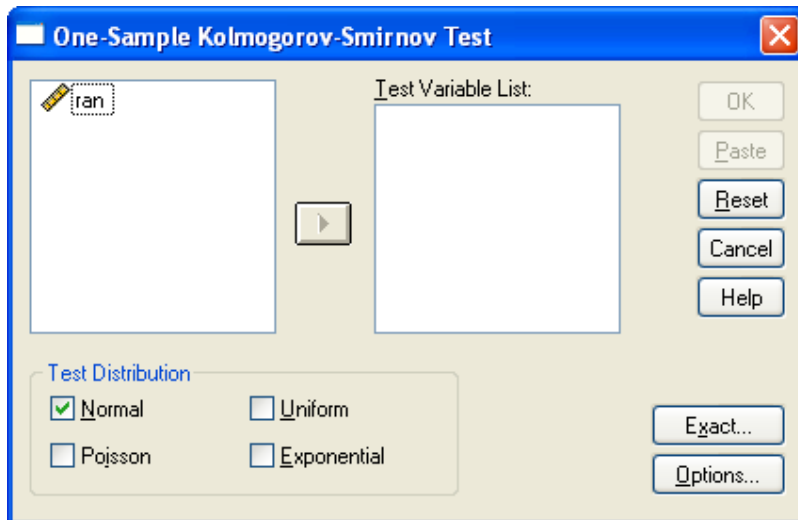 One-Sample Kolmogorov-Smirnov Test
ran
Test Variable List:
OK
Paste
Reset
Cancel
Help
Test Distribution
Normal
Uniform
Poisson
Exponential
Exact...
Options...